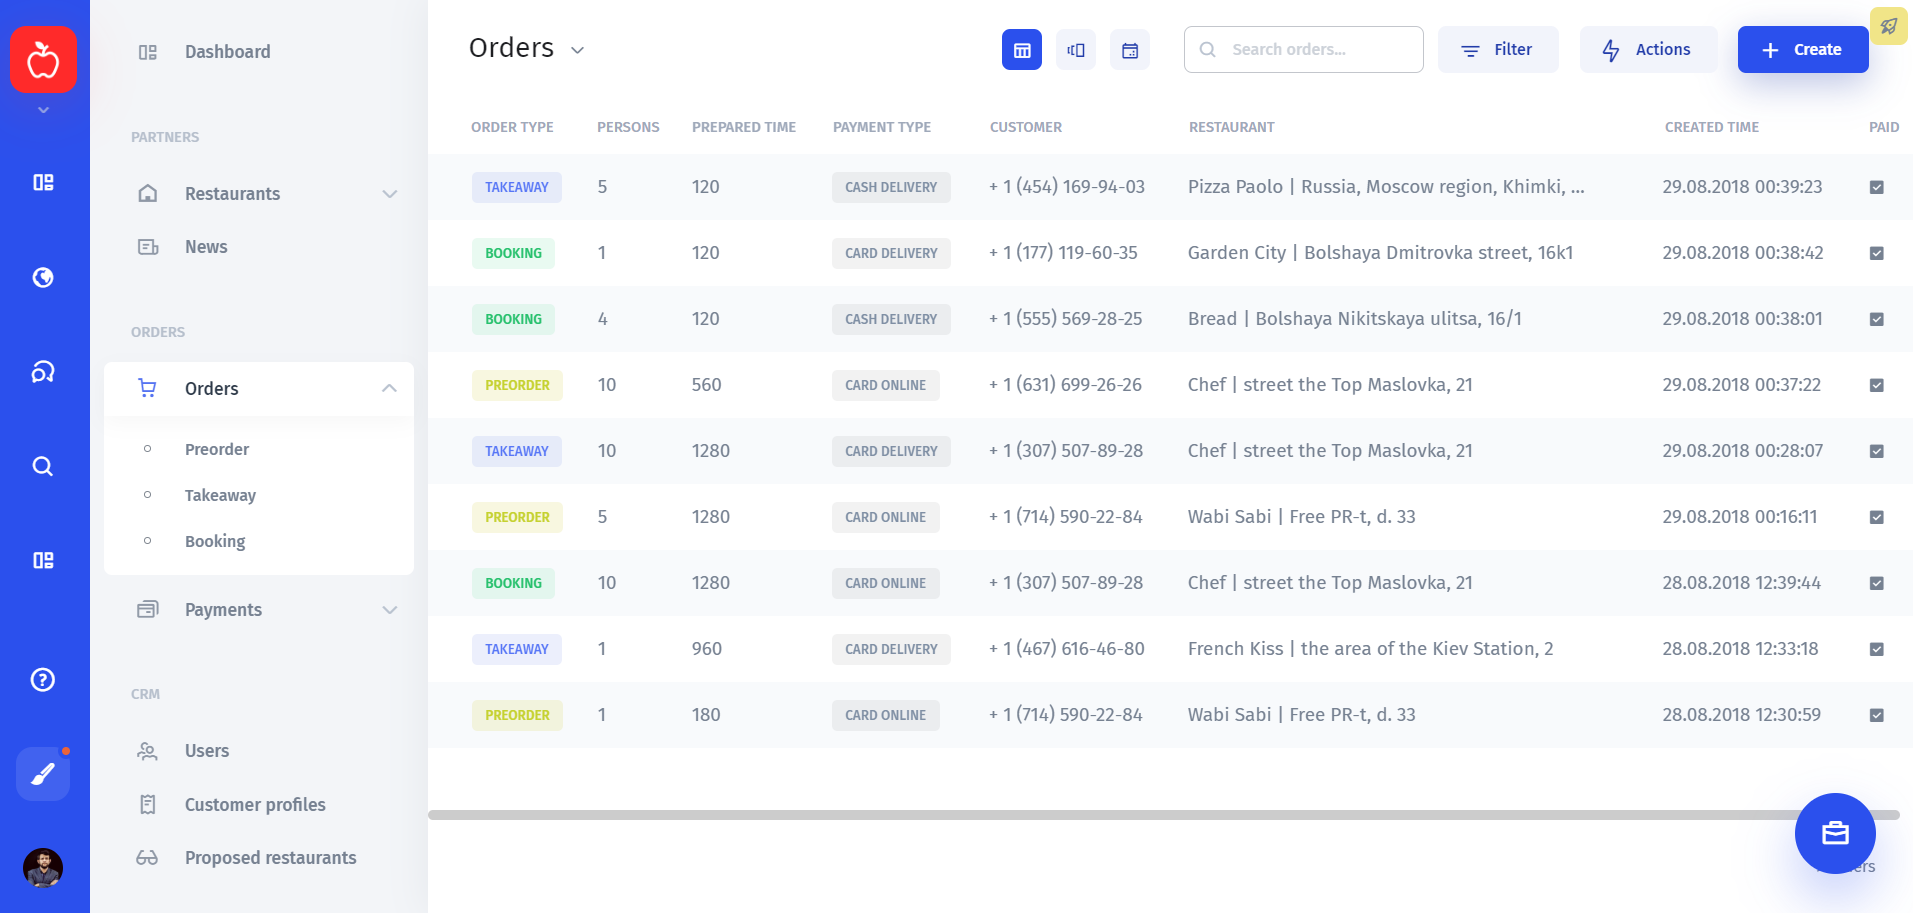 Dashboard
PARTNERS
Restaurants
News
ORDERS
Orders
Preorder
Takeaway
Booking
Payments
CRM
Users
Customer profiles
Proposed restaurants
Orders
Search orders...
Filter
Actions
Create
ORDER TYPE PERSONS PREPARED TIME PAYMENT TYPE CUSTOMER RESTAURANT CREATED TIME PAID
TAKEAWAY 5 120 CASH DELIVERY + 1 (454) 169-94-03 Pizza Paolo | Russia, Moscow region, Khimki, ... 29.08.2018 00:39:23
BOOKING 1 120 CARD DELIVERY + 1 (177) 119-60-35 Garden City | Bolshaya Dmitrovka street, 16k1 29.08.2018 00:38:42
BOOKING 4 120 CASH DELIVERY + 1 (555) 569-28-25 Bread | Bolshaya Nikitskaya ulitsa, 16/1 29.08.2018 00:38:01
PREORDER 10 560 CARD ONLINE + 1 (631) 699-26-26 Chef | street the Top Maslovka, 21 29.08.2018 00:37:22
TAKEAWAY 10 1280 CARD DELIVERY + 1 (307) 507-89-28 Chef | street the Top Maslovka, 21 29.08.2018 00:28:07
PREORDER 5 1280 CARD ONLINE + 1 (714) 590-22-84 Wabi Sabi | Free PR-t, d. 33 29.08.2018 00:16:11
BOOKING 10 1280 CARD ONLINE + 1 (307) 507-89-28 Chef | street the Top Maslovka, 21 28.08.2018 12:39:44
TAKEAWAY 1 960 CARD DELIVERY + 1 (467) 616-46-80 French Kiss | the area of the Kiev Station, 2 28.08.2018 12:33:18
PREORDER 1 180 CARD ONLINE + 1 (714) 590-22-84 Wabi Sabi | Free PR-t, d. 33 28.08.2018 12:30:59